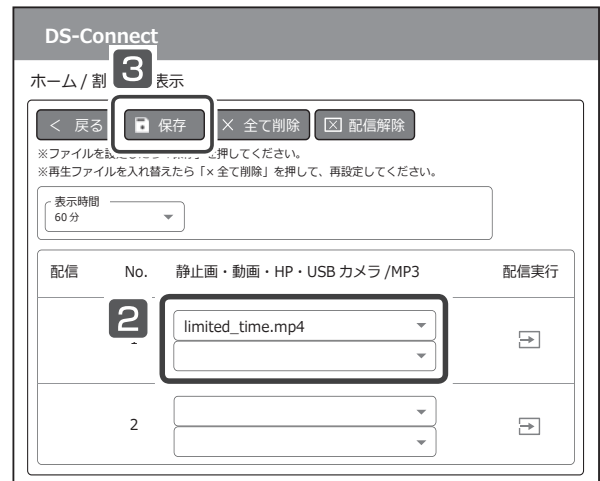 DS-Connect
ホーム / 割 3 表示
< 戻る 保存 × 全て削除 配信解除
※ファイルを 押してください。
※再生ファイルを入れ替えたら「× 全て削除」を押して、再設定してください。
表示時間
60 分
配信 No. 静止画・動画・HP・USB カメラ /MP3 配信実行
2
limited_time.mp4
2